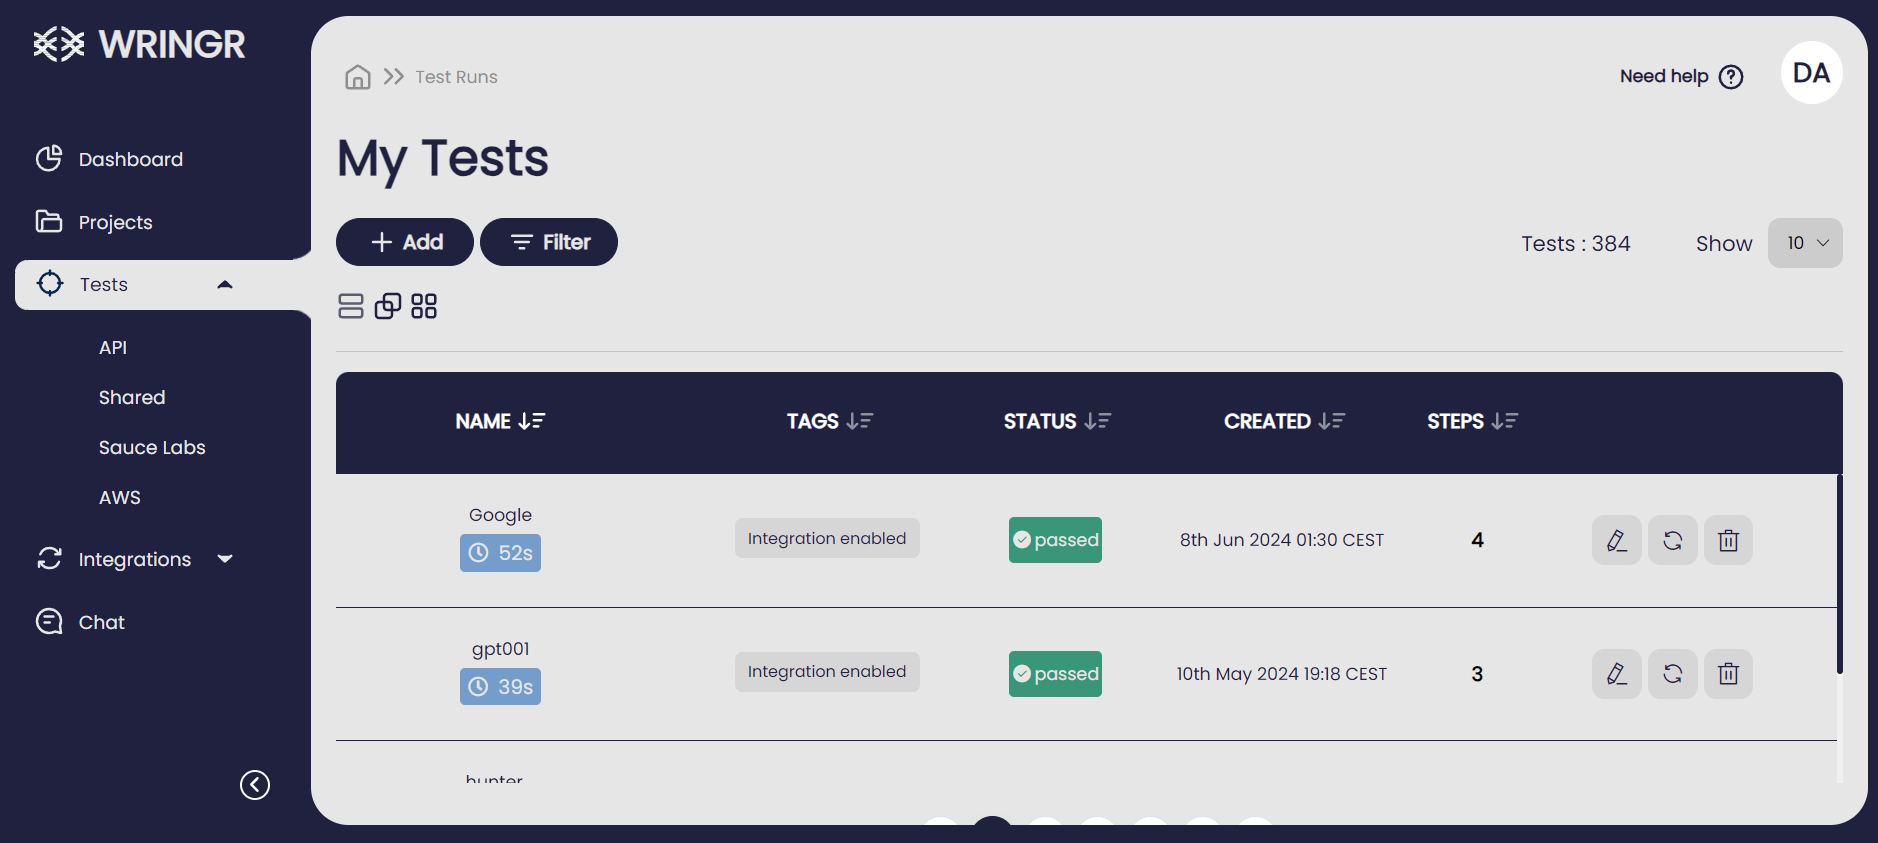 WRINGR
Dashboard
Projects
Tests
API
Shared
Sauce Labs
AWS
Integrations
Chat
Test Runs
Need help
DA
My Tests
Add
Filter
Tests : 384
Show
10
NAME
TAGS
STATUS
CREATED
STEPS
Google
52s
Integration enabled
passed
8th Jun 2024 01:30 CEST
4
gpt001
39s
Integration enabled
passed
10th May 2024 19:18 CEST
3
hunter